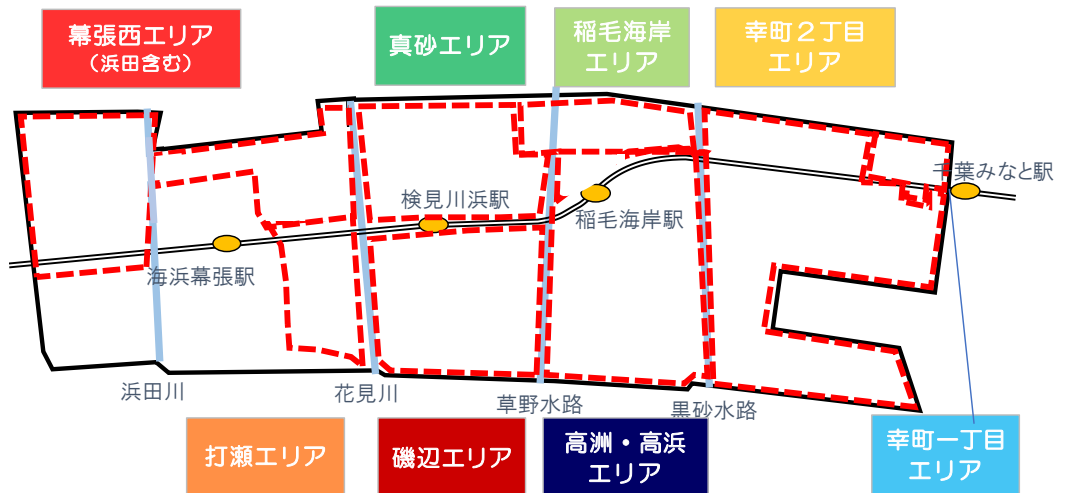 幕張西エリア
（浜田含む）
真砂エリア
稲毛海岸
エリア
幸町２丁目
エリア
千葉みなと駅
検見川浜駅
稲毛海岸駅
海浜幕張駅
浜田川
花見川
草野水路
黒砂水路
打瀬エリア
磯辺エリア
高洲・高浜
エリア
幸町一丁目
エリア